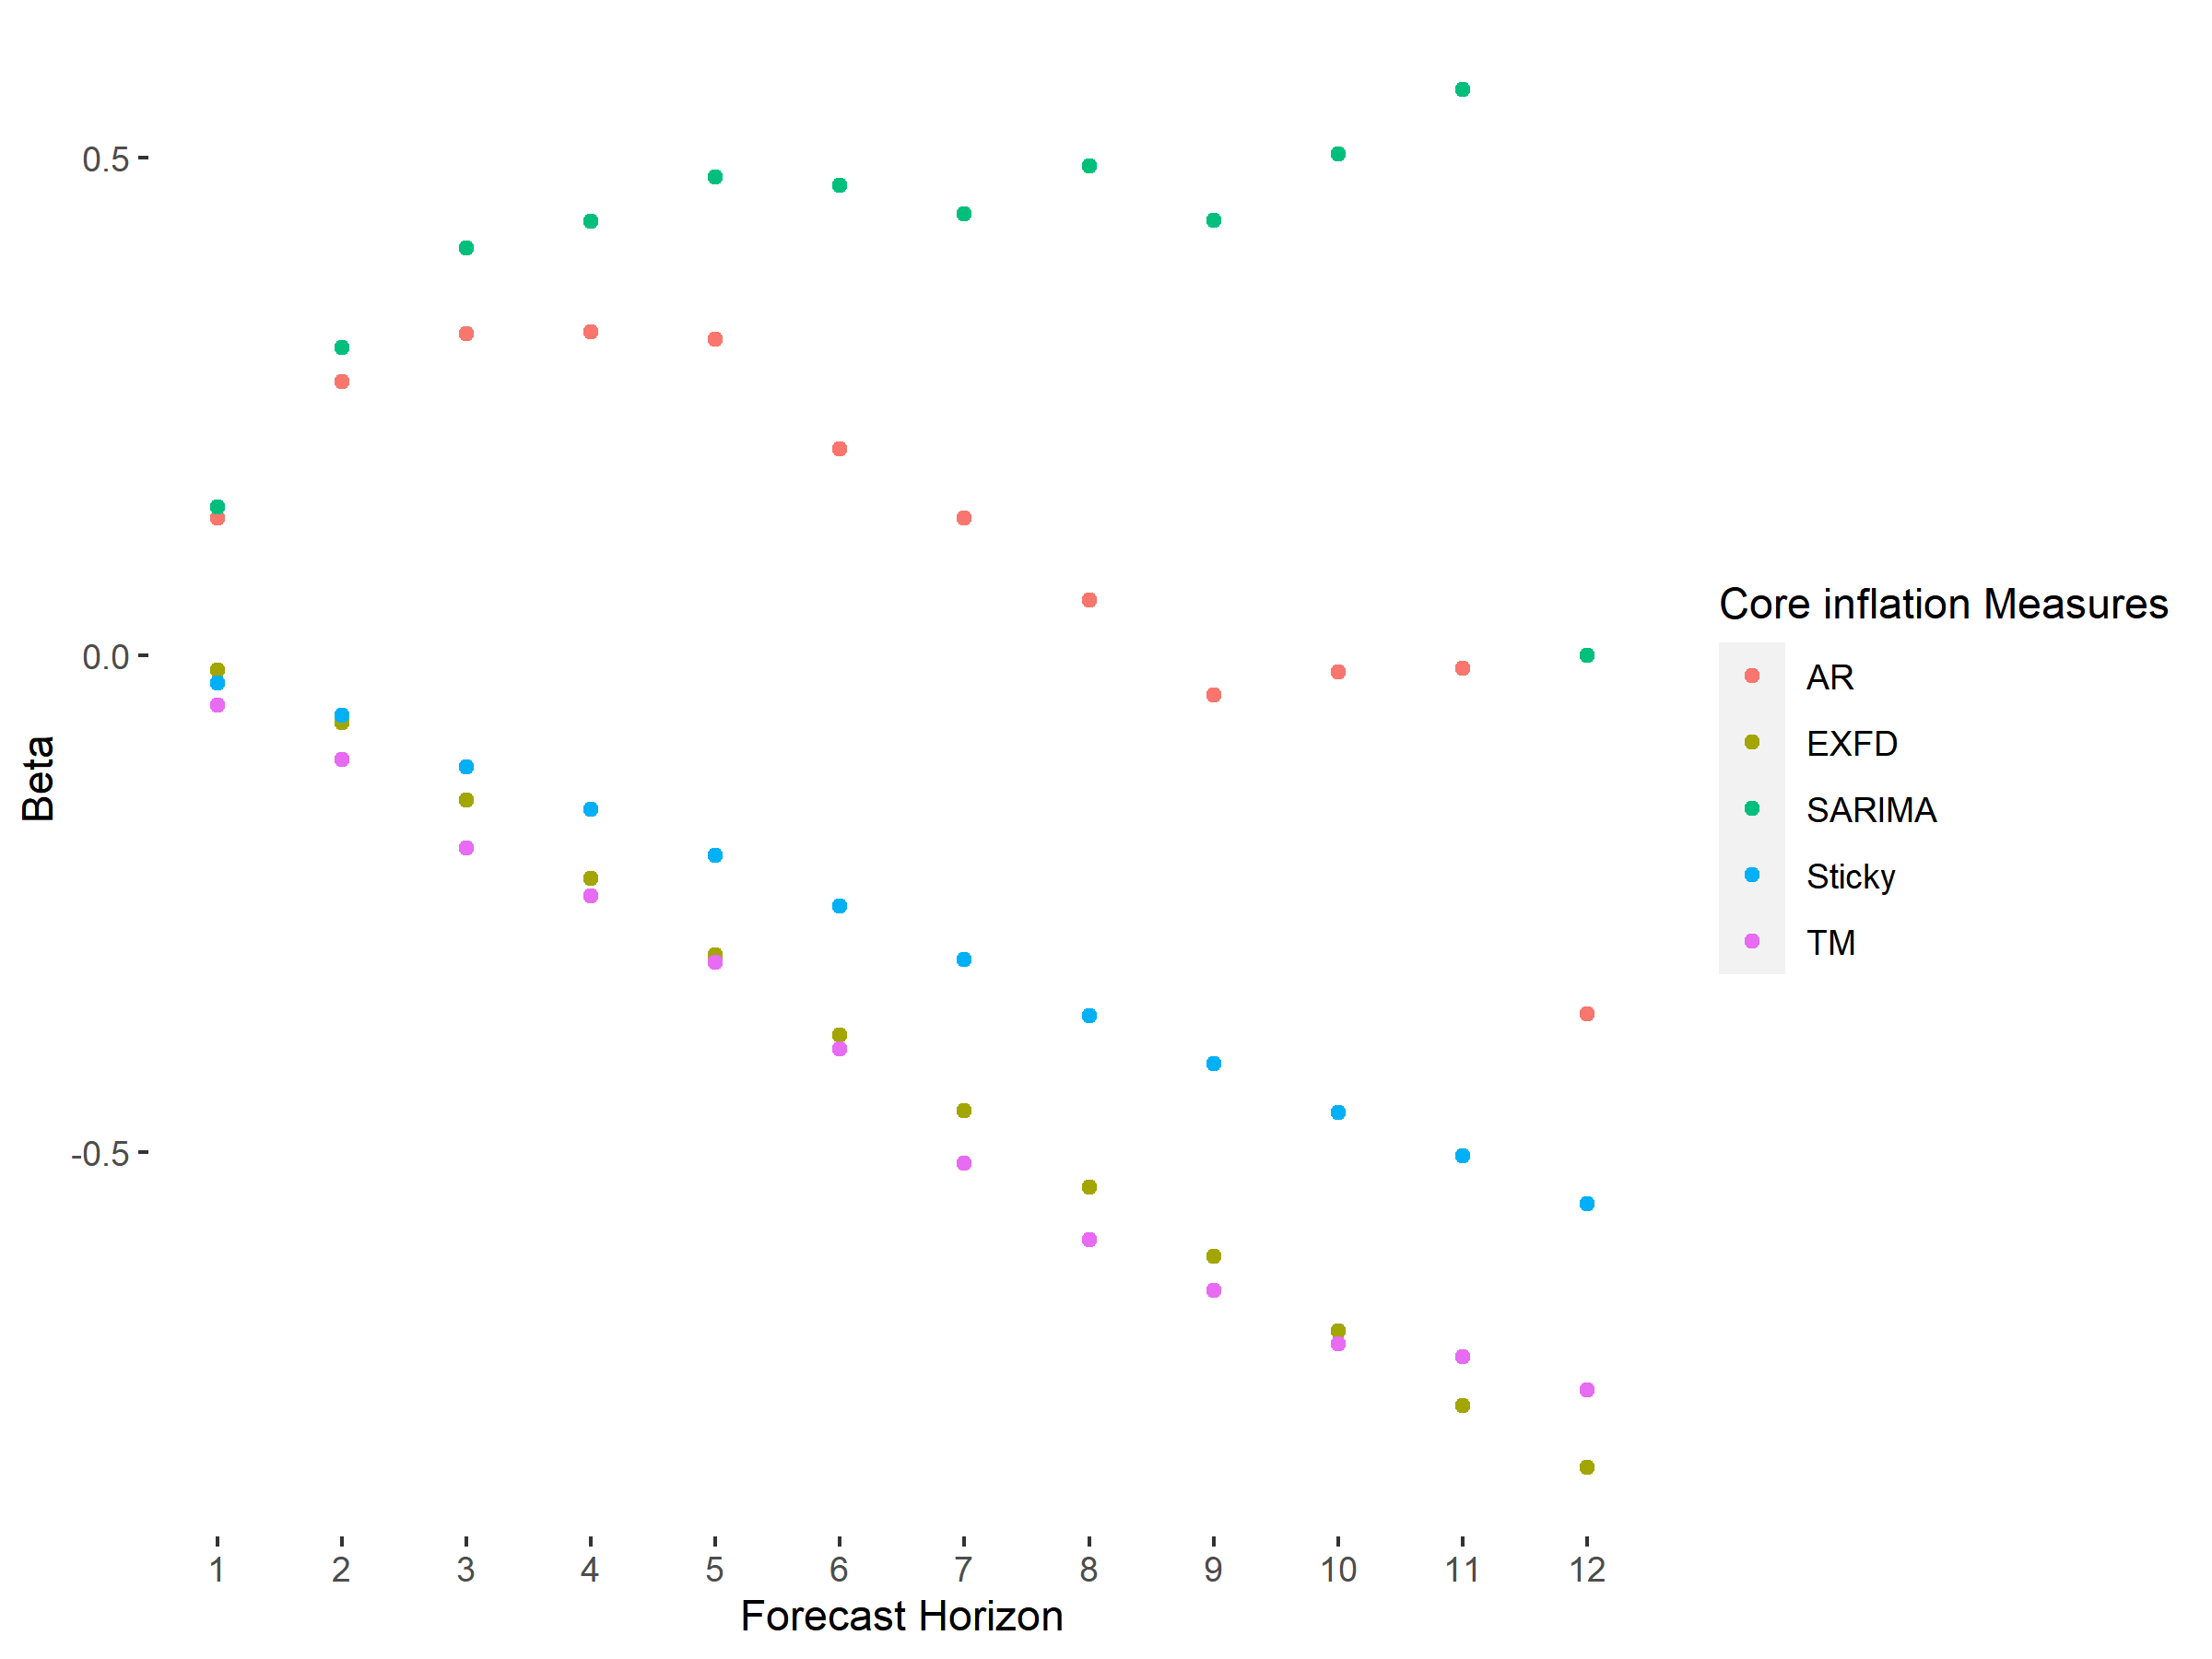 0.5
0.0
-0.5
Beta
1 2 3 4 5 6 7 8 9 10 11 12
Forecast Horizon
Core inflation Measures
AR
EXFD
SARIMA
Sticky
TM